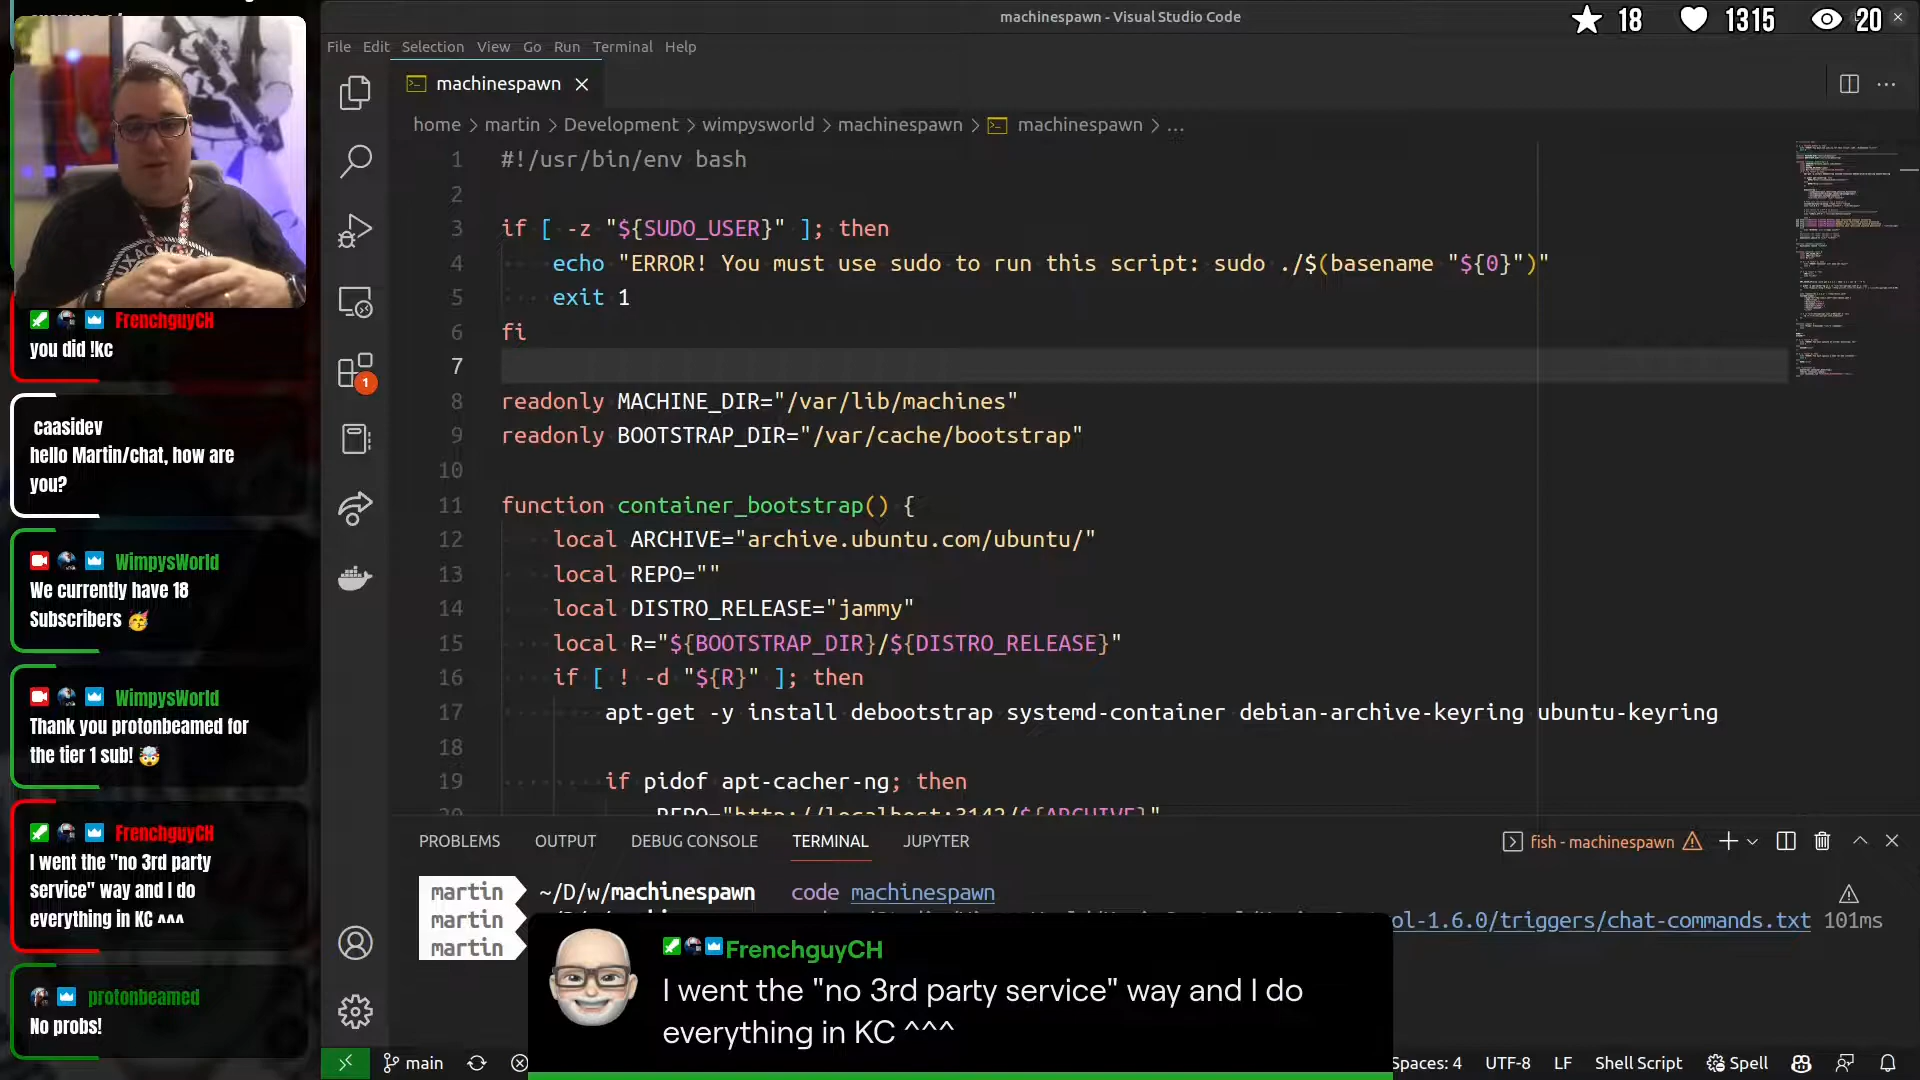 machinespawn - Visual Studio Code
18 1315 20
File Edit Selection View Go Run Terminal Help
machinespawn
home > martin > Development > wimpysworld > machinespawn > machinespawn > ...
1 #!/usr/bin/env bash
2
3 if [ -z "${SUDO_USER}" ]; then
4 echo "ERROR! You must use sudo to run this script: sudo ./$(basename "${0}")"
5 exit 1
6 fi
7
8 readonly MACHINE_DIR="/var/lib/machines"
9 readonly BOOTSTRAP_DIR="/var/cache/bootstrap"
10
11 function container_bootstrap() {
12 local ARCHIVE="archive.ubuntu.com/ubuntu/"
13 local REPO=""
14 local DISTRO_RELEASE="jammy"
15 local R="${BOOTSTRAP_DIR}/${DISTRO_RELEASE}"
16 if [ ! -d "${R}" ]; then
17 apt-get -y install debootstrap systemd-container debian-archive-keyring ubuntu-keyring
18
19 if pidof apt-cacher-ng; then
20 REPO="http://localhost:3142/${ARCHIVE}"
1
FrenchguyCH
you did !kc
caasidev
hello Martin/chat, how are
you?
WimpysWorld
We currently have 18
Subscribers 🥳
WimpysWorld
Thank you protonbeamed for
the tier 1 sub! 🤯
FrenchguyCH
I went the "no 3rd party
service" way and I do
everything in KC ^^^
protonbeamed
No probs!
PROBLEMS OUTPUT DEBUG CONSOLE TERMINAL JUPYTER
fish - machinespawn
martin ~/D/w/machinespawn code machinespawn
martin ol-1.6.0/triggers/chat-commands.txt 101ms
martin
FrenchguyCH
I went the "no 3rd party service" way and I do
everything in KC ^^^
main Spaces: 4 UTF-8 LF Shell Script Spell